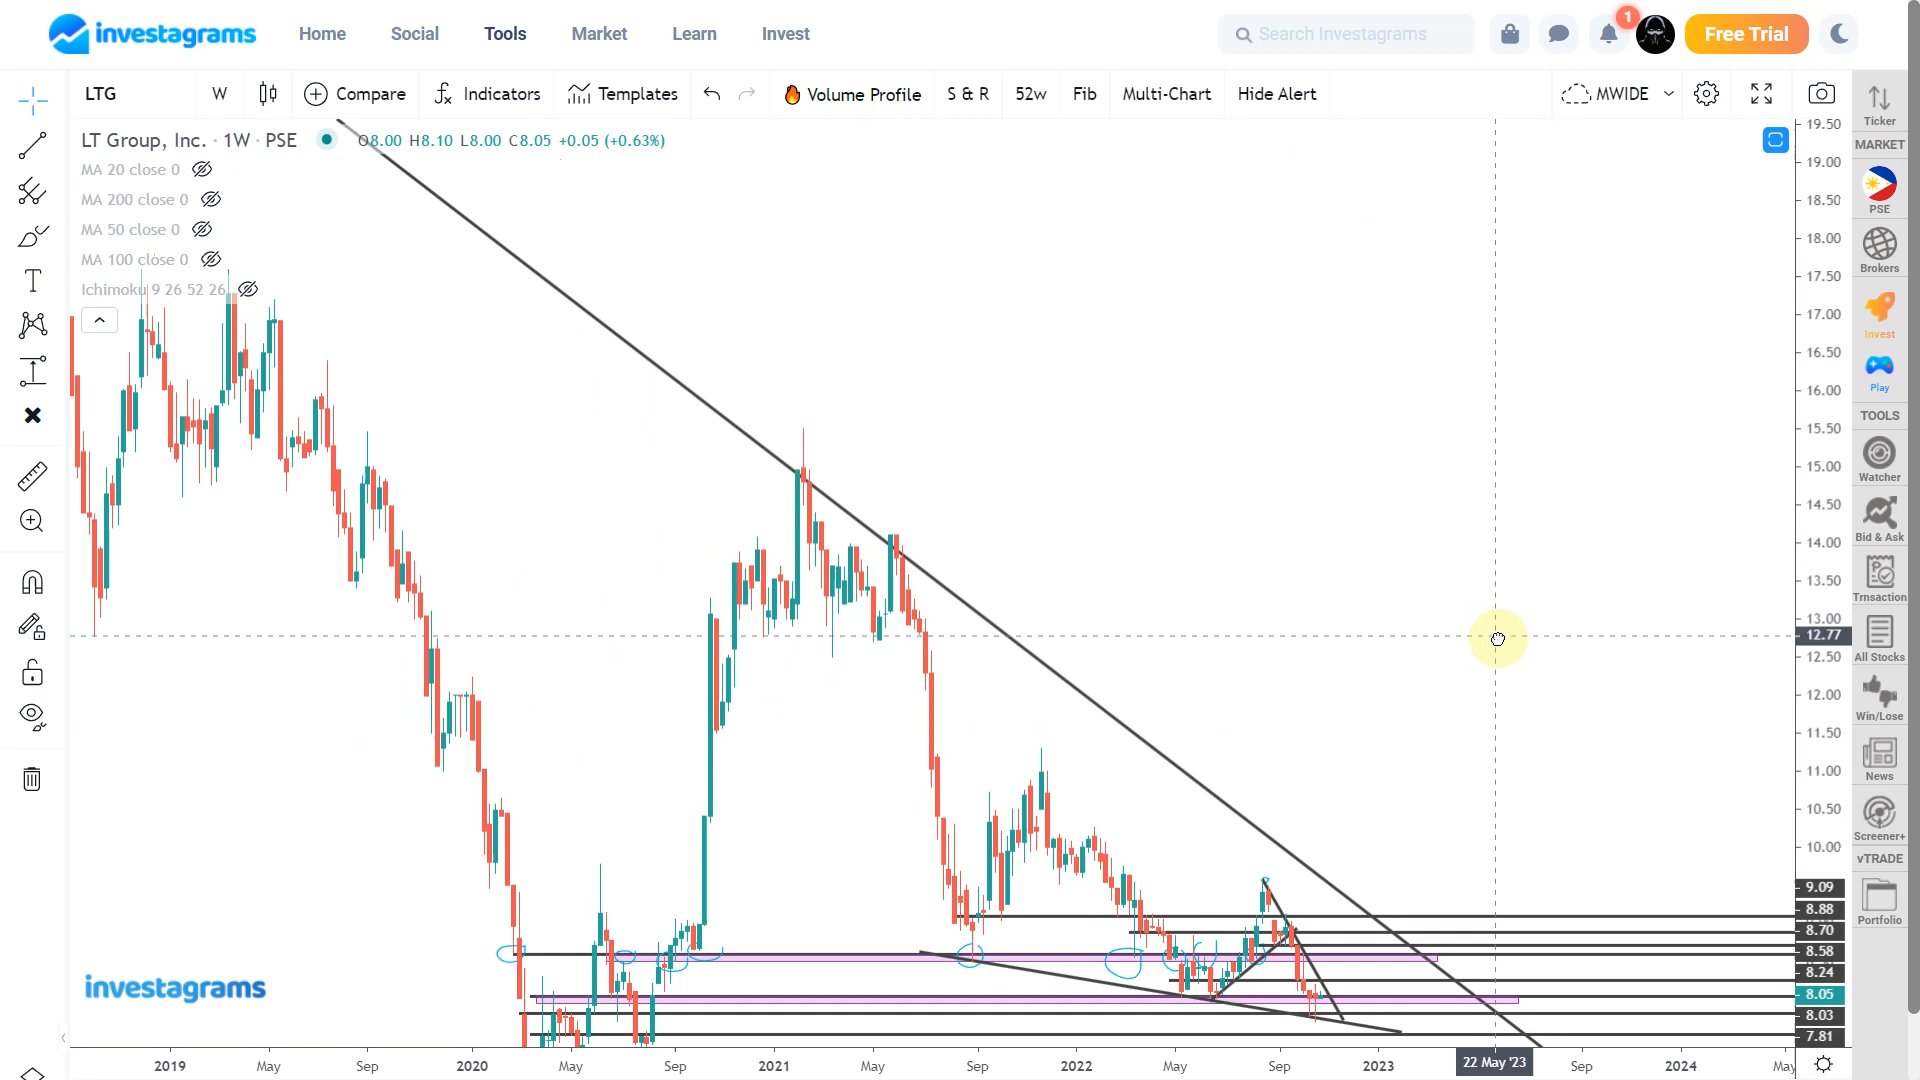 investagrams Home Social Tools Market Learn Invest Search Investagrams 1 Free Trial
LTG W Compare Indicators Templates Volume Profile S & R 52w Fib Multi-Chart Hide Alert MWIDE
LT Group, Inc. · 1W · PSE O8.00 H8.10 L8.00 C8.05 +0.05 (+0.63%)
MA 20 close 0
MA 200 close 0
MA 50 close 0
MA 100 close 0
Ichimoku 9 26 52 26
19.50
19.00
18.50
18.00
17.50
17.00
16.50
16.00
15.50
15.00
14.50
14.00
13.50
13.00
12.77
12.50
12.00
11.50
11.00
10.50
10.00
9.09
8.88
8.70
8.58
8.24
8.05
8.03
7.81
investagrams
2019 May Sep 2020 May Sep 2021 May Sep 2022 May Sep 2023 22 May '23 Sep 2024 May
Ticker
MARKET
PSE
Brokers
Invest
Play
TOOLS
Watcher
Bid & Ask
Trnsaction
All Stocks
Win/Lose
News
Screener+
vTRADE
Portfolio